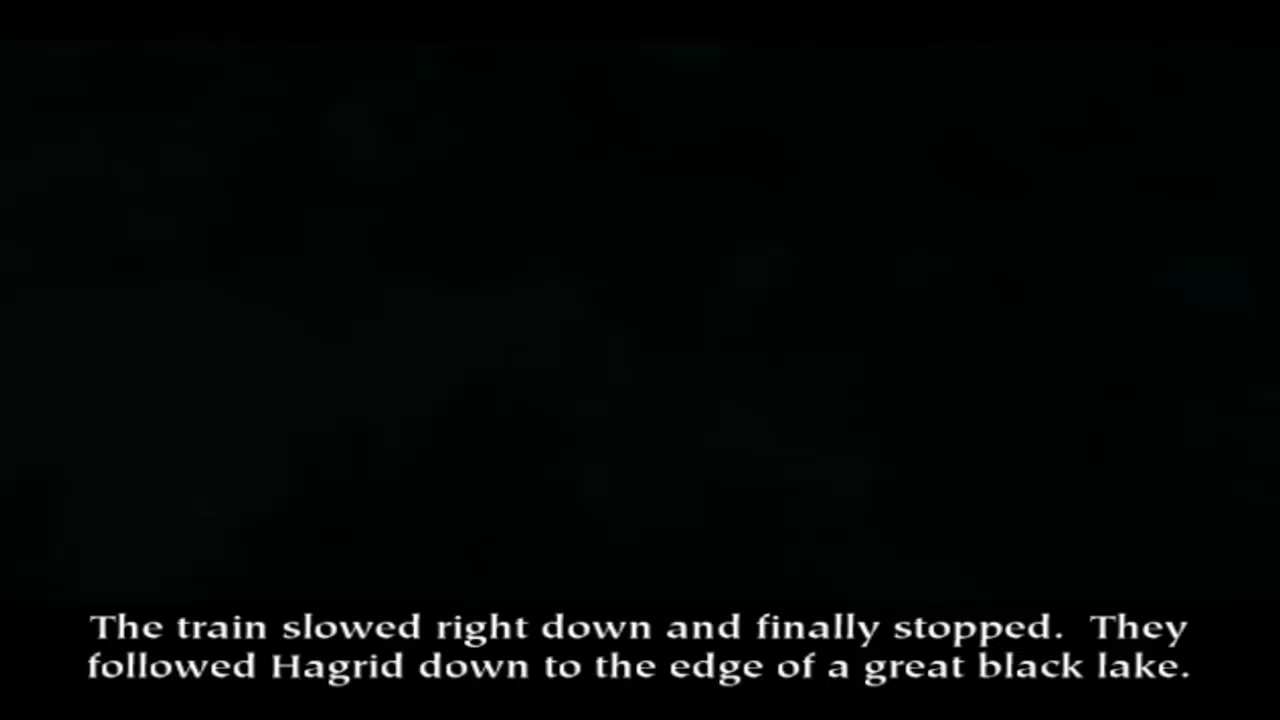 The train slowed right down and finally stopped.  They
followed Hagrid down to the edge of a great black lake.